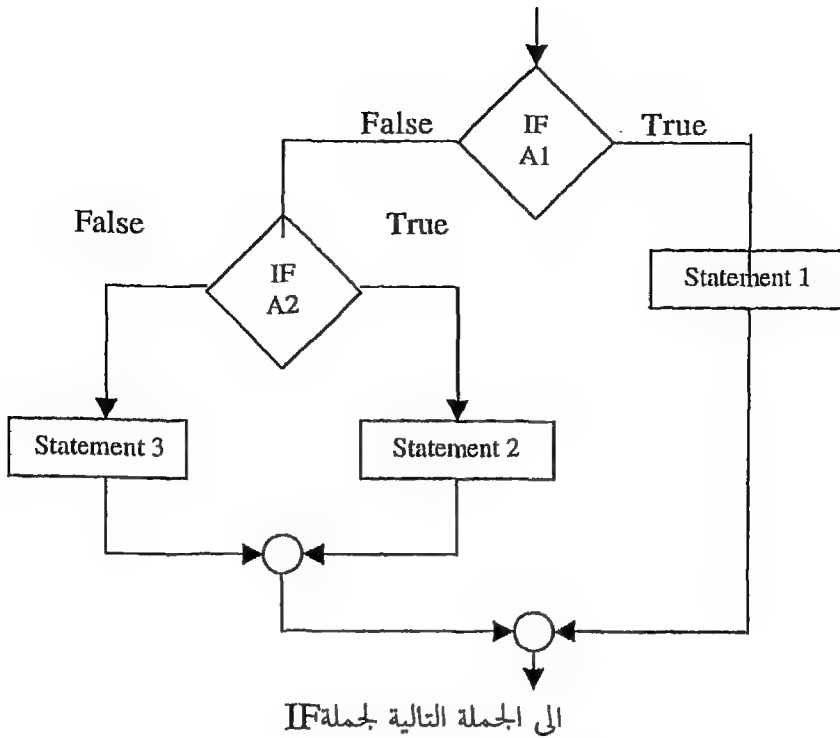 False
IF
A1
True
False
IF
A2
True
Statement 1
Statement 3
Statement 2
الى الجملة التالية لجملة IF